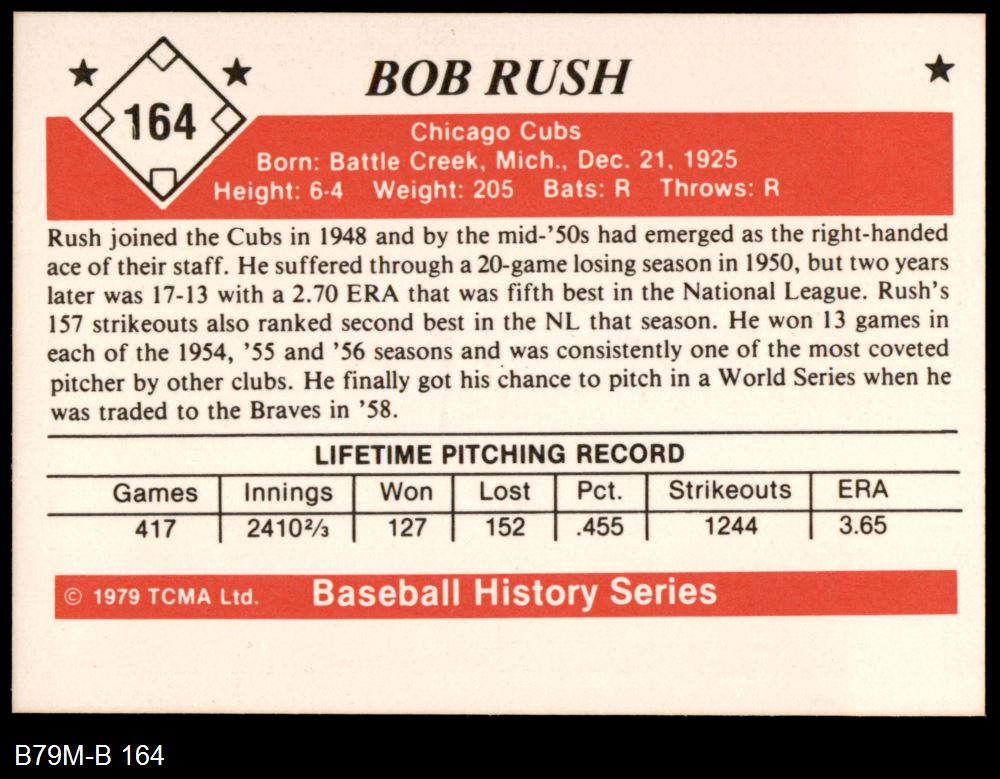 164
BOB RUSH
Chicago Cubs
Born: Battle Creek, Mich., Dec. 21, 1925
Height: 6-4 Weight: 205 Bats: R Throws: R
Rush joined the Cubs in 1948 and by the mid-'50s had emerged as the right-handed
ace of their staff. He suffered through a 20-game losing season in 1950, but two years
later was 17-13 with a 2.70 ERA that was fifth best in the National League. Rush's
157 strikeouts also ranked second best in the NL that season. He won 13 games in
each of the 1954, '55 and '56 seasons and was consistently one of the most coveted
pitcher by other clubs. He finally got his chance to pitch in a World Series when he
was traded to the Braves in '58.
LIFETIME PITCHING RECORD
Games Innings Won Lost Pct. Strikeouts ERA
417 2410⅔ 127 152 .455 1244 3.65
© 1979 TCMA Ltd. Baseball History Series
B79M-B 164